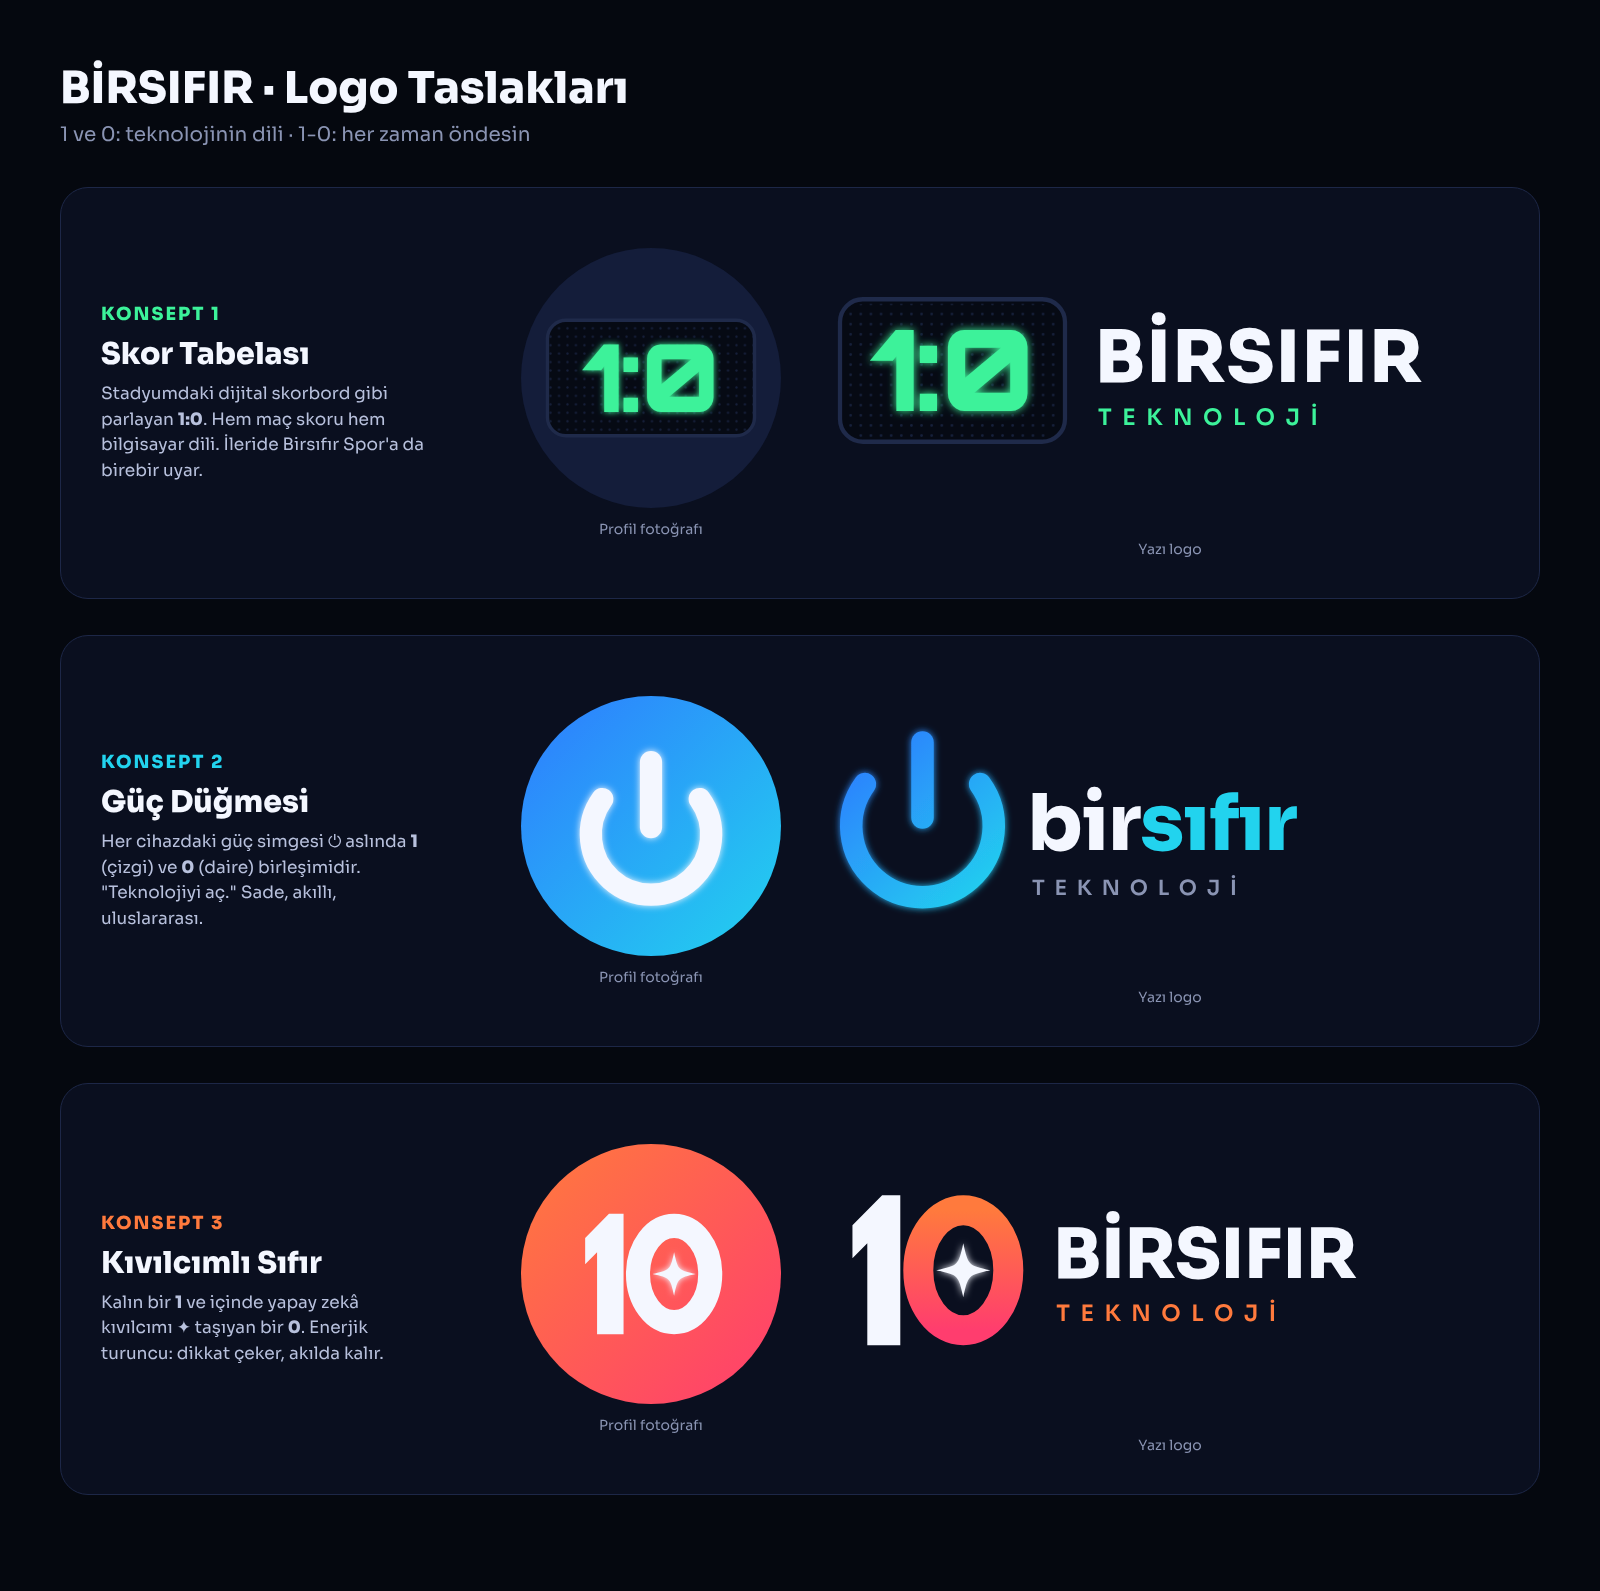 BİRSIFIR · Logo Taslakları
1 ve 0: teknolojinin dili · 1-0: her zaman öndesin
KONSEPT 1
Skor Tabelası
Stadyumdaki dijital skorbord gibi
parlayan 1:0. Hem maç skoru hem
bilgisayar dili. İleride Birsıfır Spor'a da
birebir uyar.
1:0
Profil fotoğrafı
1:0
BİRSIFIR
TEKNOLOJİ
Yazı logo
KONSEPT 2
Güç Düğmesi
Her cihazdaki güç simgesi ⏻ aslında 1
(çizgi) ve 0 (daire) birleşimidir.
"Teknolojiyi aç." Sade, akıllı,
uluslararası.
Profil fotoğrafı
birsıfır
TEKNOLOJİ
Yazı logo
KONSEPT 3
Kıvılcımlı Sıfır
Kalın bir 1 ve içinde yapay zekâ
kıvılcımı ✦ taşıyan bir 0. Enerjik
turuncu: dikkat çeker, akılda kalır.
10
Profil fotoğrafı
10
BİRSIFIR
TEKNOLOJİ
Yazı logo